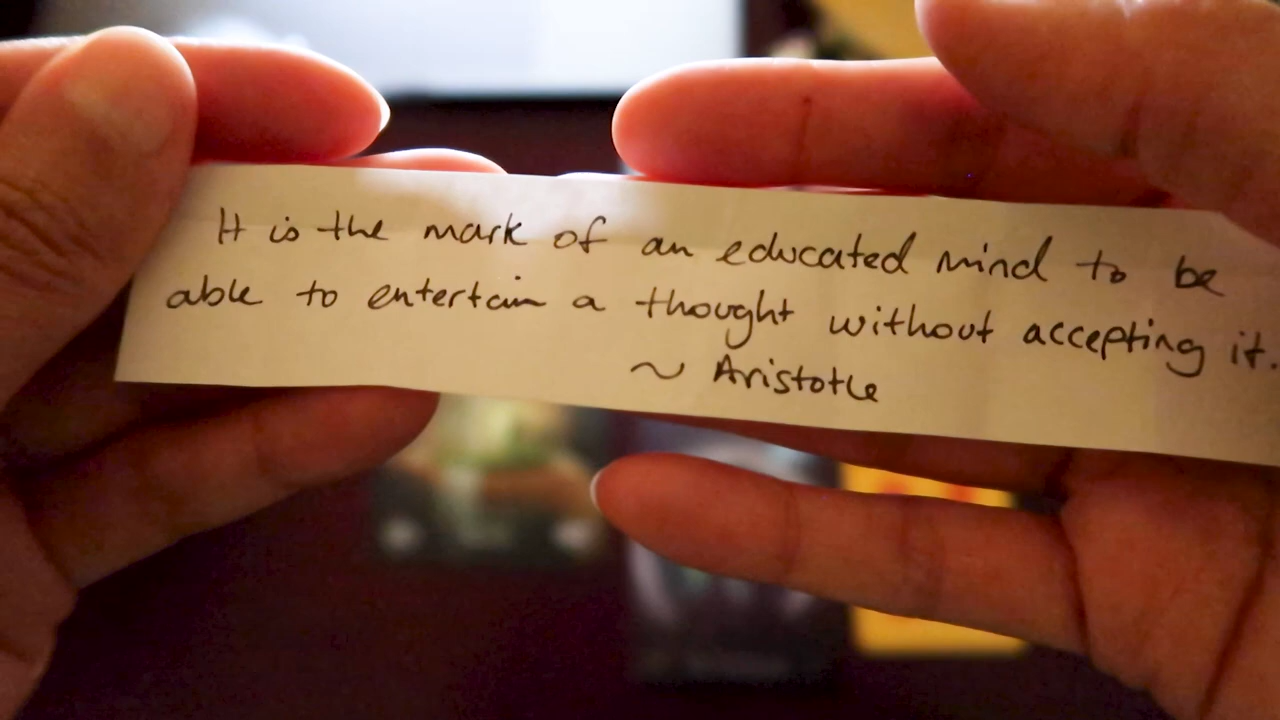 It is the mark of an educated mind to be
able to entertain a thought without accepting it.
~ Aristotle